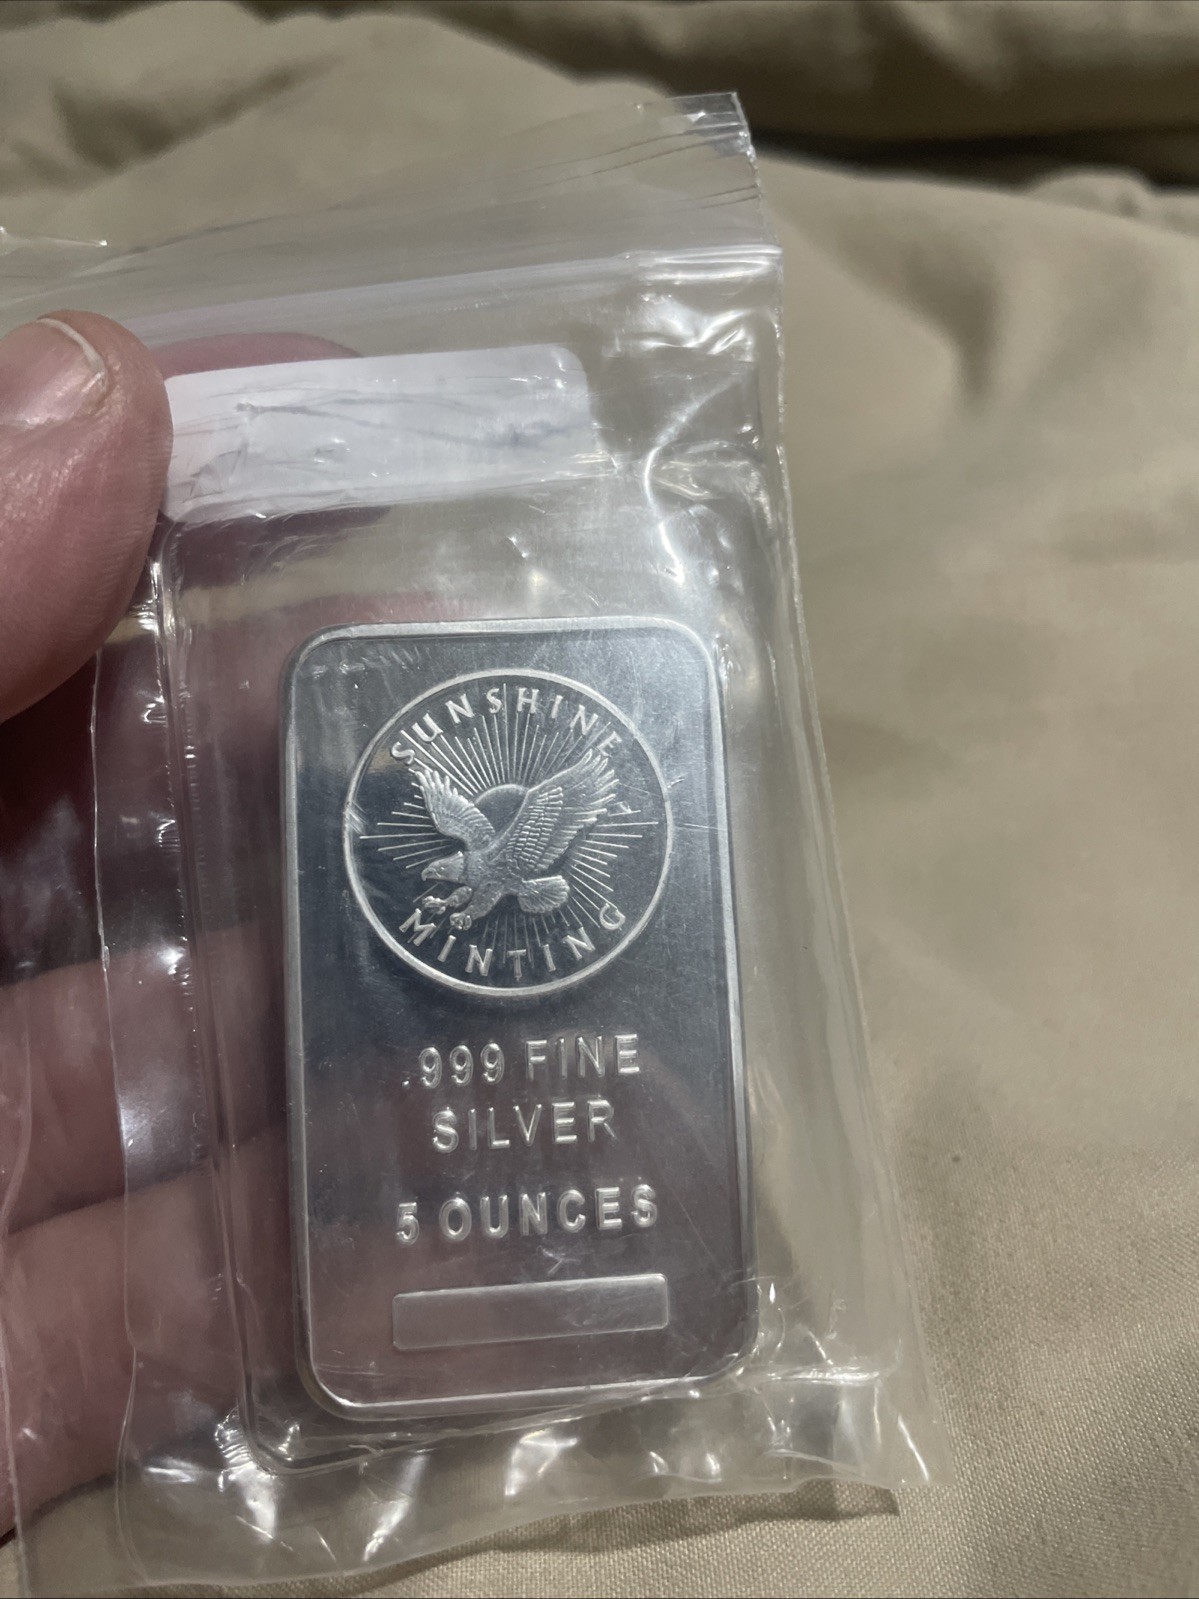 SUNSHINE
MINTING
.999 FINE
SILVER
5 OUNCES